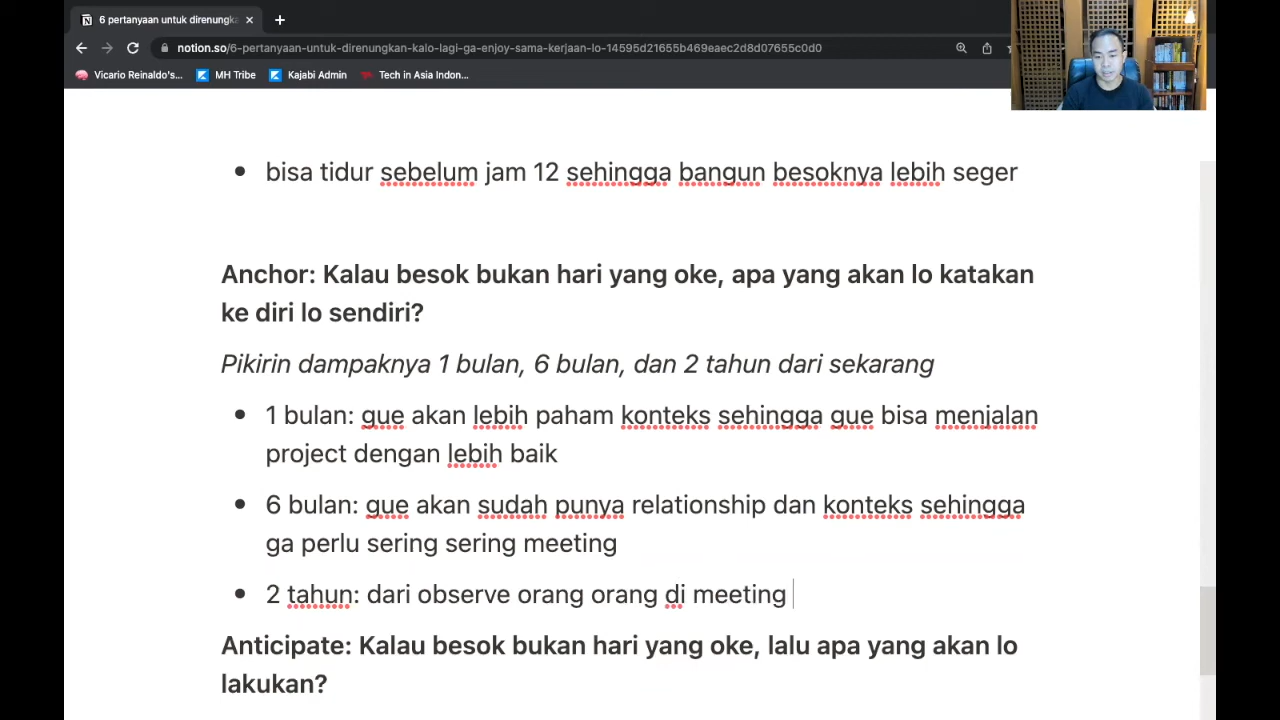 6 pertanyaan untuk direnungka
notion.so/6-pertanyaan-untuk-direnungkan-kalo-lagi-ga-enjoy-sama-kerjaan-lo-14595d21655b469eaec2d8d07655c0d0
Vicario Reinaldo's... MH Tribe Kajabi Admin Tech in Asia Indon...
bisa tidur sebelum jam 12 sehingga bangun besoknya lebih seger
Anchor: Kalau besok bukan hari yang oke, apa yang akan lo katakan
ke diri lo sendiri?
Pikirin dampaknya 1 bulan, 6 bulan, dan 2 tahun dari sekarang
1 bulan: gue akan lebih paham konteks sehingga gue bisa menjalan
project dengan lebih baik
6 bulan: gue akan sudah punya relationship dan konteks sehingga
ga perlu sering sering meeting
2 tahun: dari observe orang orang di meeting
Anticipate: Kalau besok bukan hari yang oke, lalu apa yang akan lo
lakukan?